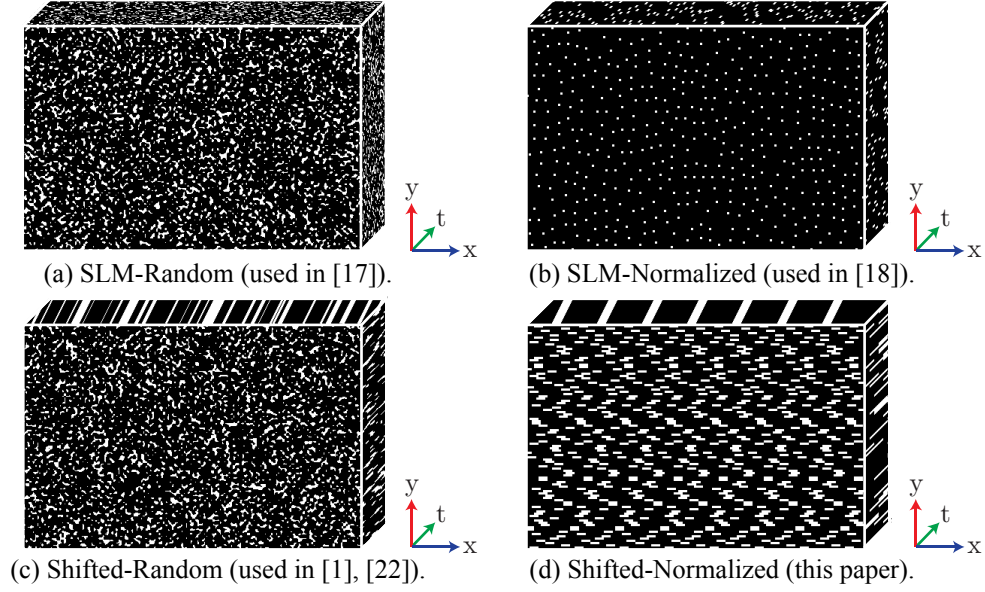 y
t
x
y
t
x
(a) SLM-Random (used in [17]).
(b) SLM-Normalized (used in [18]).
y
t
x
y
t
x
(c) Shifted-Random (used in [1], [22]).
(d) Shifted-Normalized (this paper).